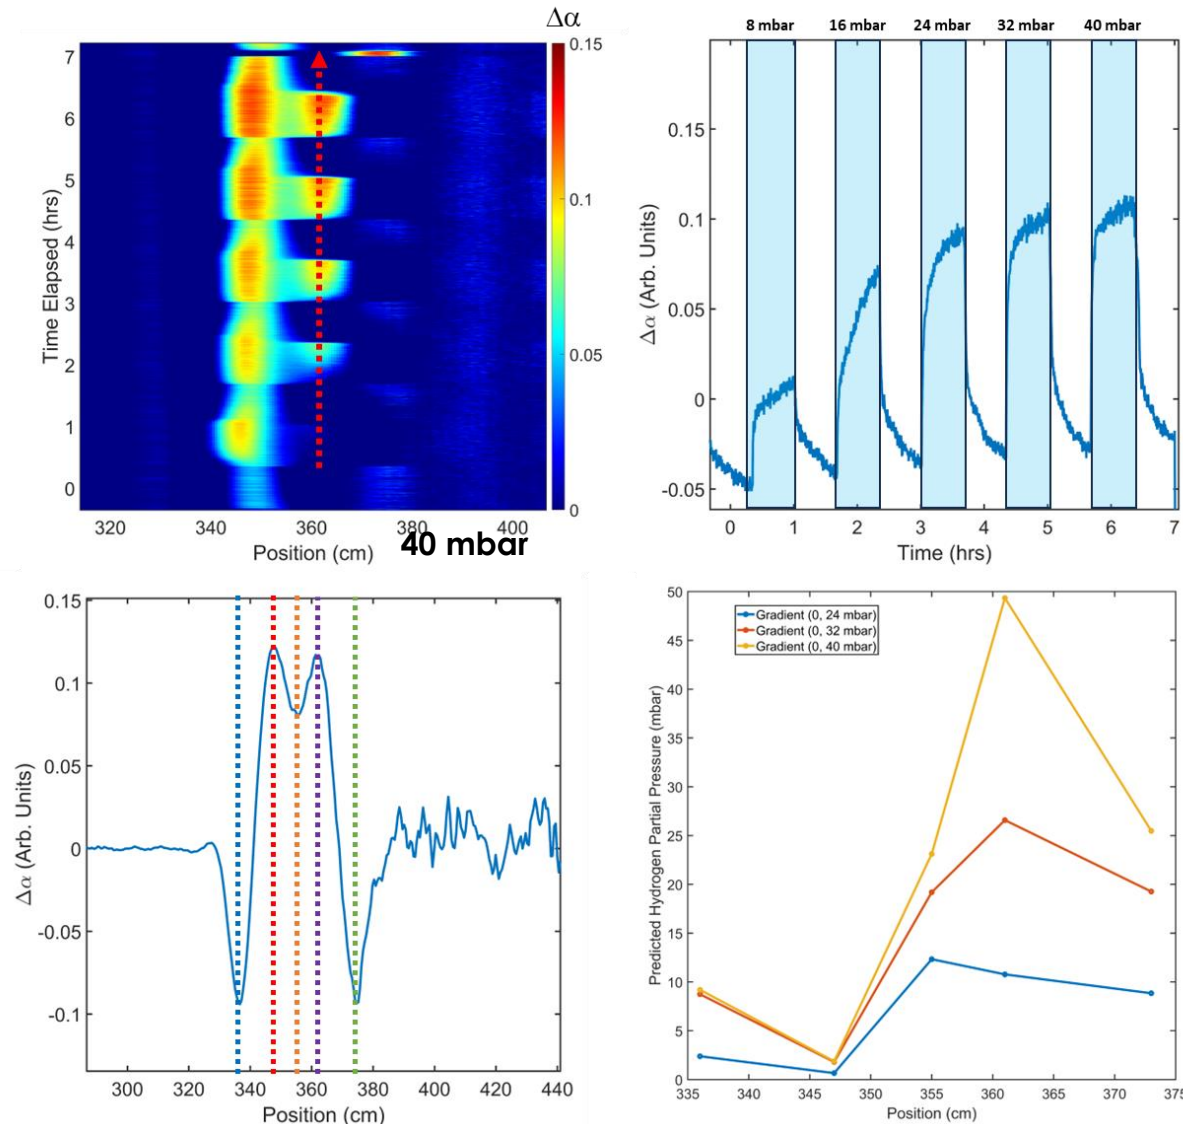 Δα
0.15
0.1
0.05
0
7
6
5
4
3
2
1
0
Time Elapsed (hrs)
320 340 360 380 400
Position (cm)
40 mbar
8 mbar 16 mbar 24 mbar 32 mbar 40 mbar
0.15
0.1
0.05
0
-0.05
Δα (Arb. Units)
0 1 2 3 4 5 6 7
Time (hrs)
0.15
0.1
0.05
0
-0.05
-0.1
Δα (Arb. Units)
300 320 340 360 380 400 420 440
Position (cm)
50
45
40
35
30
25
20
15
10
5
0
Predicted Hydrogen Partial Pressure (mbar)
Gradient (0, 24 mbar)
Gradient (0, 32 mbar)
Gradient (0, 40 mbar)
335 340 345 350 355 360 365 370 375
Position (cm)